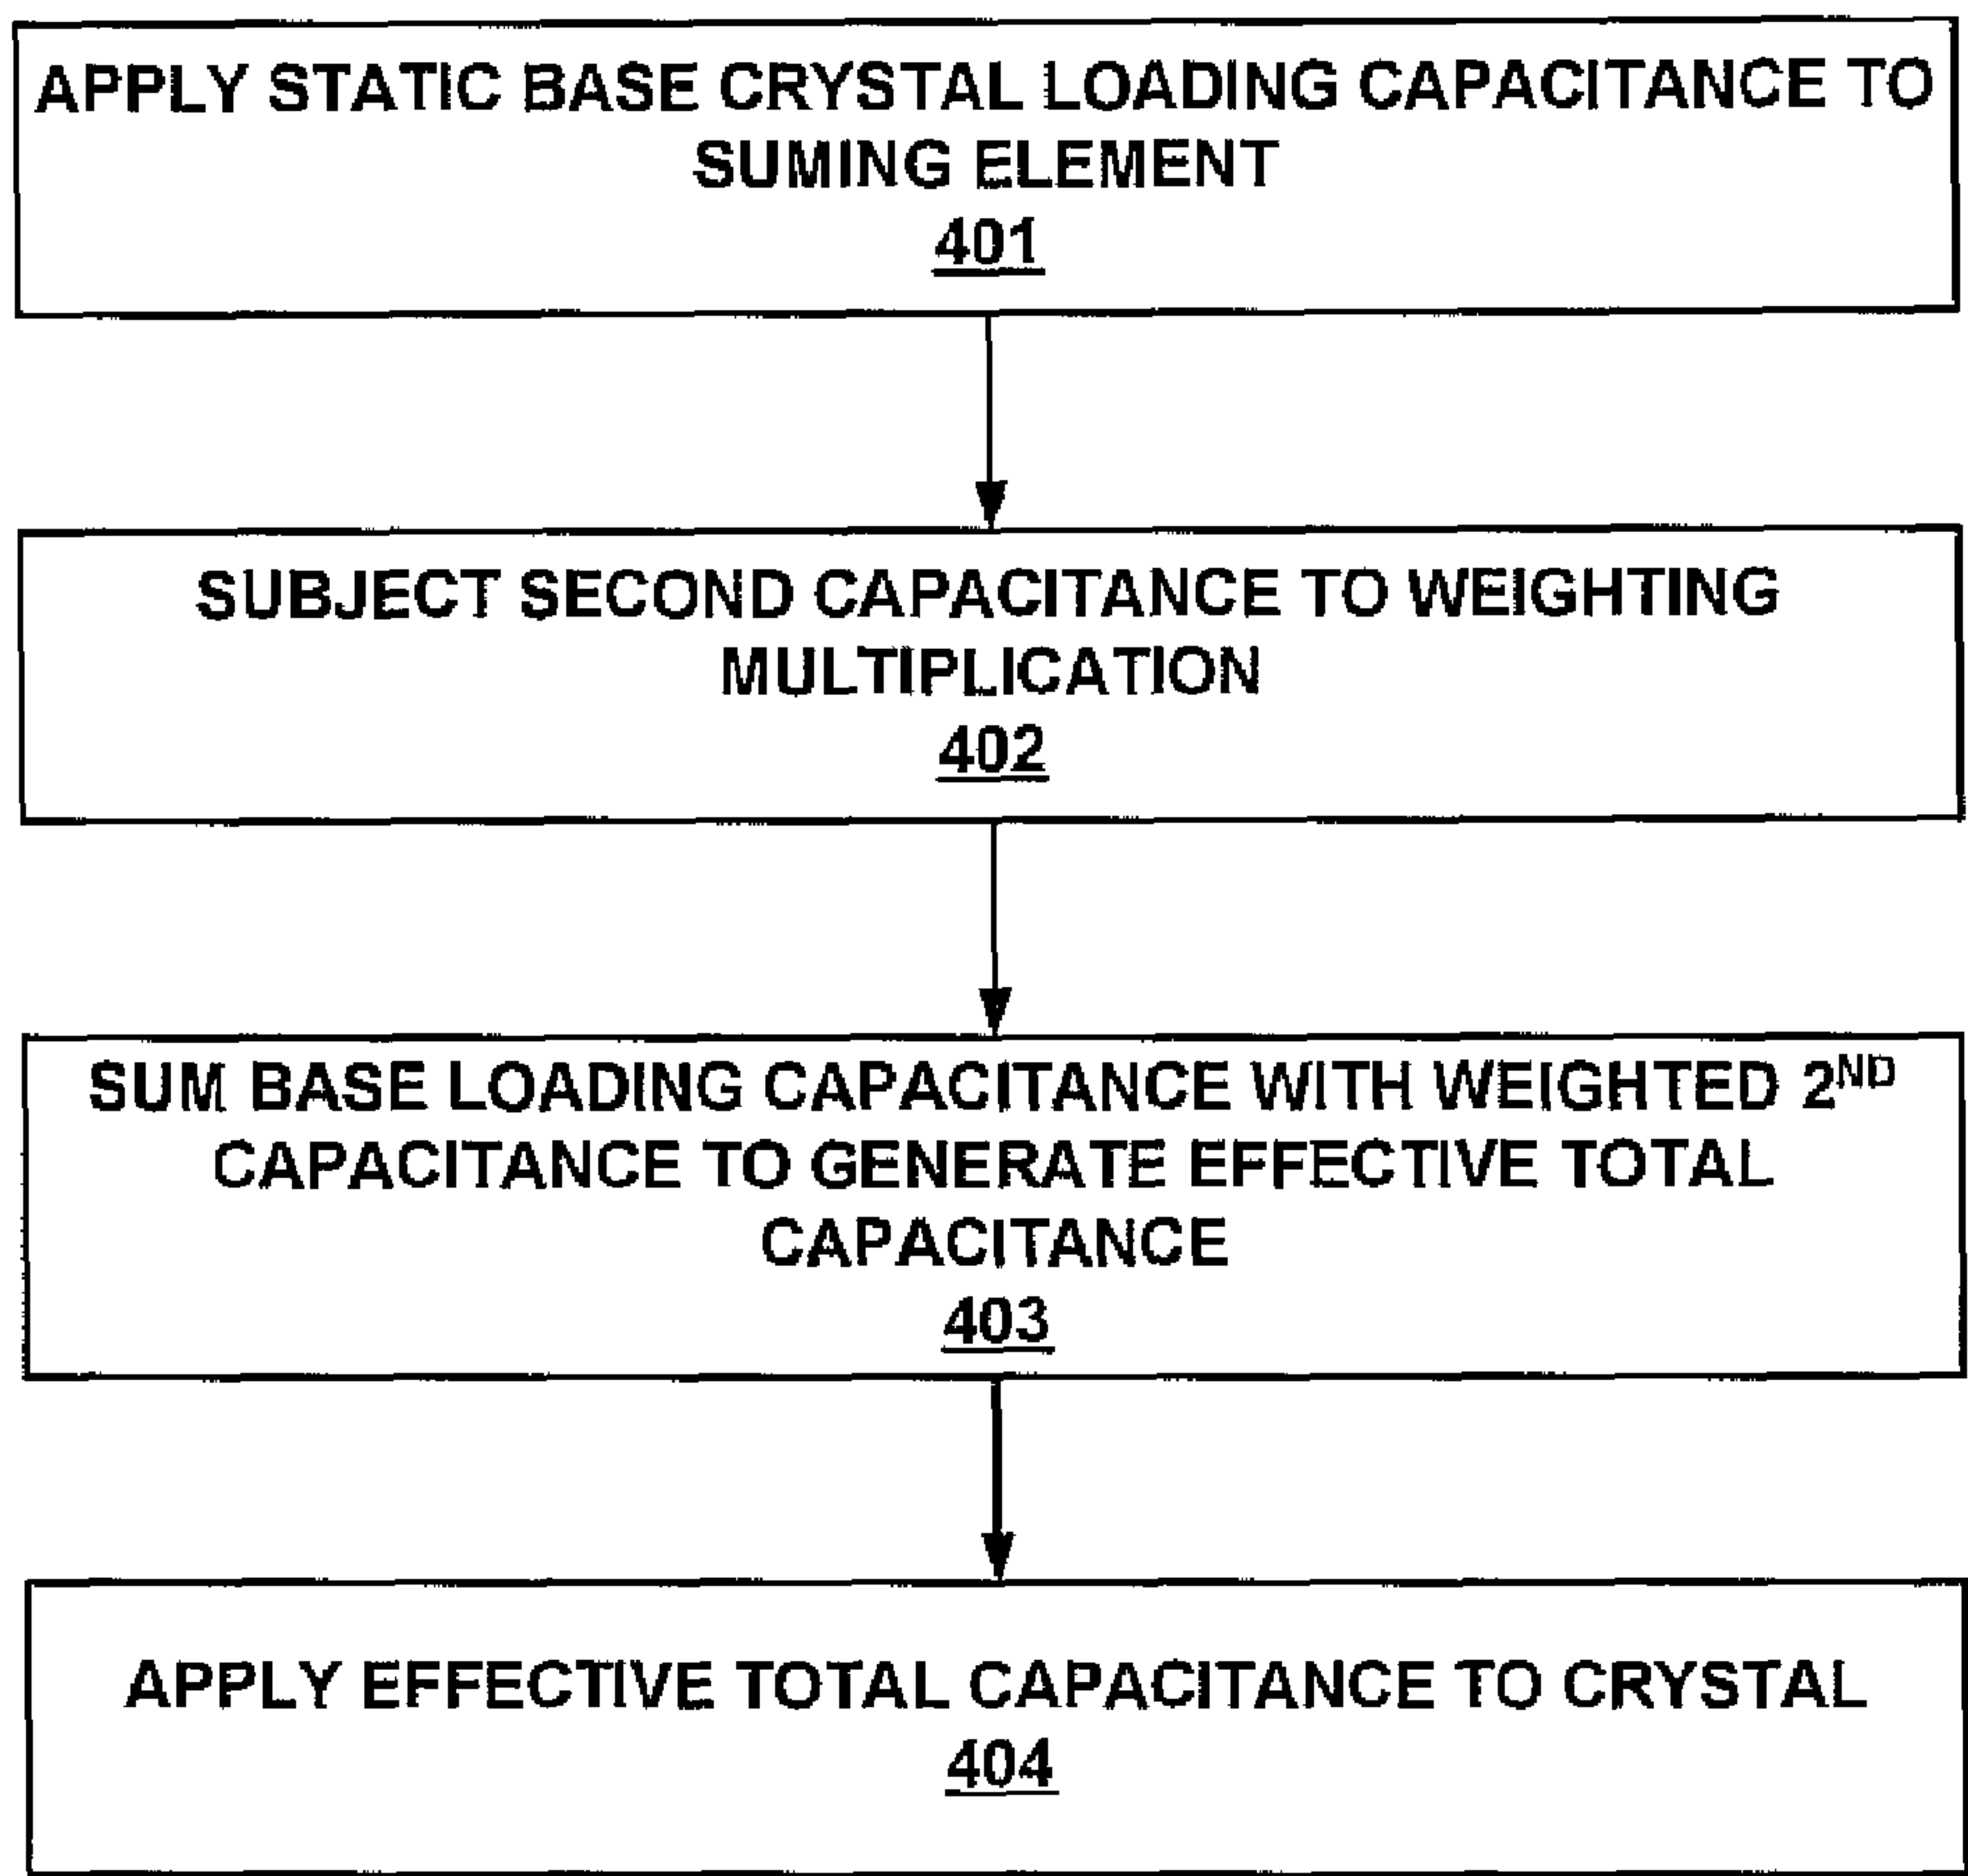 APPLY STATIC BASE CRYSTAL LOADING CAPACITANCE TO
SUMING ELEMENT
401
SUBJECT SECOND CAPACITANCE TO WEIGHTING
MULTIPLICATION
402
SUM BASE LOADING CAPACITANCE WITH WEIGHTED 2ND
CAPACITANCE TO GENERATE EFFECTIVE TOTAL
CAPACITANCE
403
APPLY EFFECTIVE TOTAL CAPACITANCE TO CRYSTAL
404